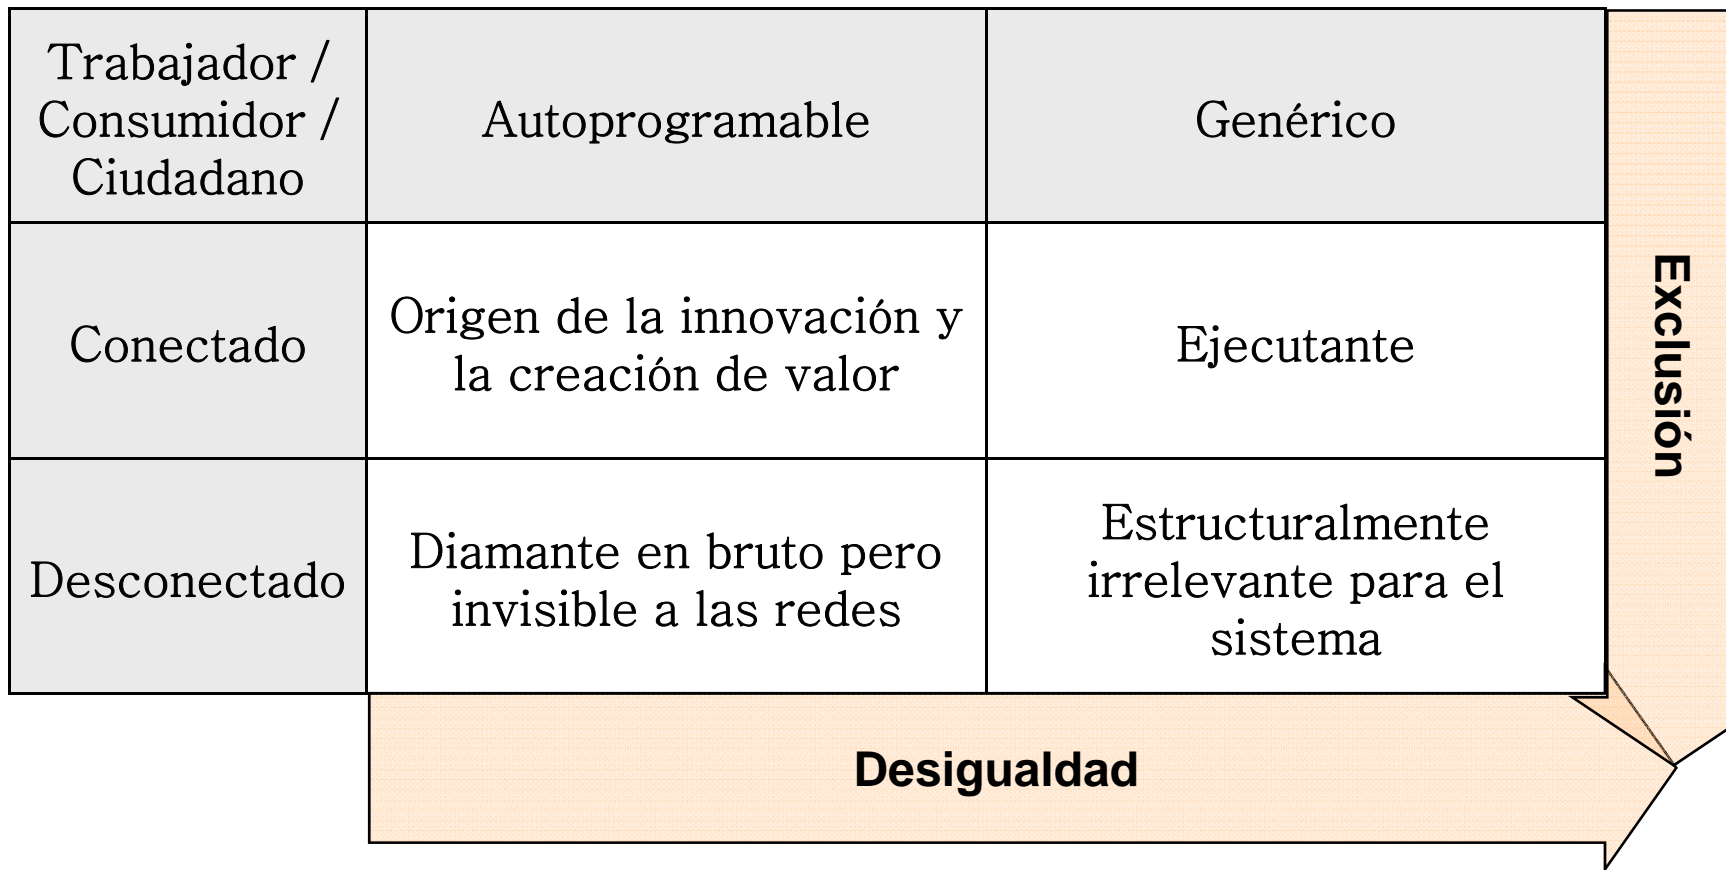 Trabajador /
Consumidor /
Ciudadano
Autoprogramable
Genérico
Conectado
Origen de la innovación y
la creación de valor
Ejecutante
Desconectado
Diamante en bruto pero
invisible a las redes
Estructuralmente
irrelevante para el
sistema
Exclusión
Desigualdad